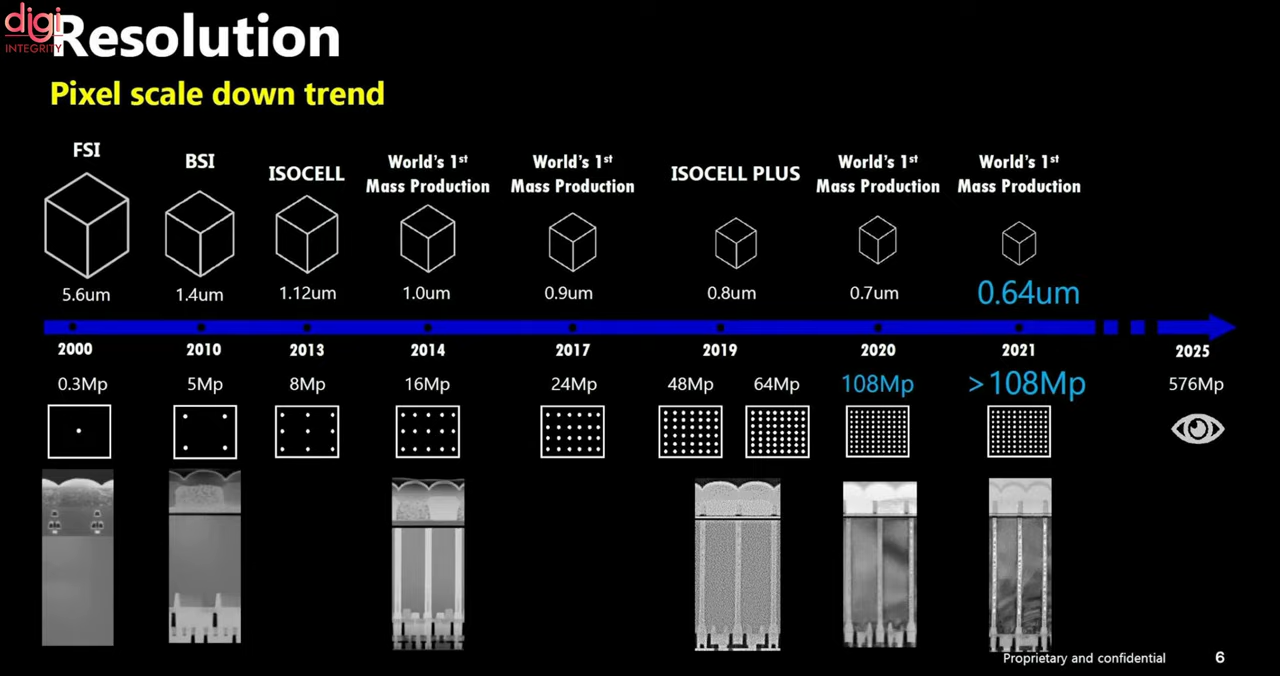 digi
INTEGRITY
Resolution
Pixel scale down trend
FSI
BSI
ISOCELL
World's 1st
Mass Production
World's 1st
Mass Production
ISOCELL PLUS
World's 1st
Mass Production
World's 1st
Mass Production
5.6um
1.4um
1.12um
1.0um
0.9um
0.8um
0.7um
0.64um
2000
2010
2013
2014
2017
2019
2020
2021
2025
0.3Mp
5Mp
8Mp
16Mp
24Mp
48Mp
64Mp
108Mp
>108Mp
576Mp
Proprietary and confidential
6